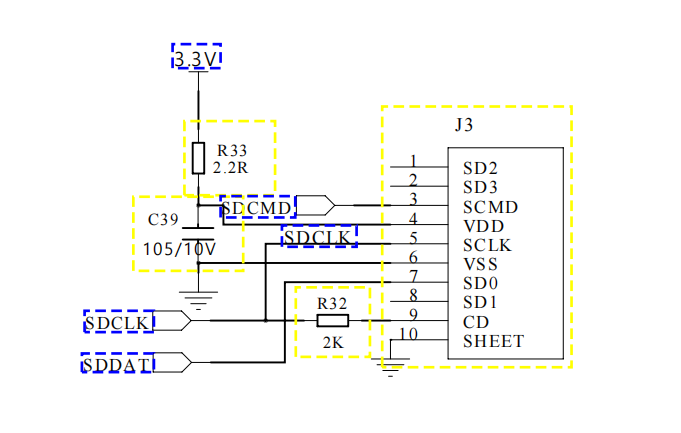 3.3V
J3
R33
2.2R
1 SD2
2 SD3
SDCMD 3 SCMD
C39
4 VDD
SDCLK 5 SCLK
105/10V
6 VSS
7 SD0
8 SD1
R32
SDCLK 9 CD
2K
10 SHEET
SDDAT